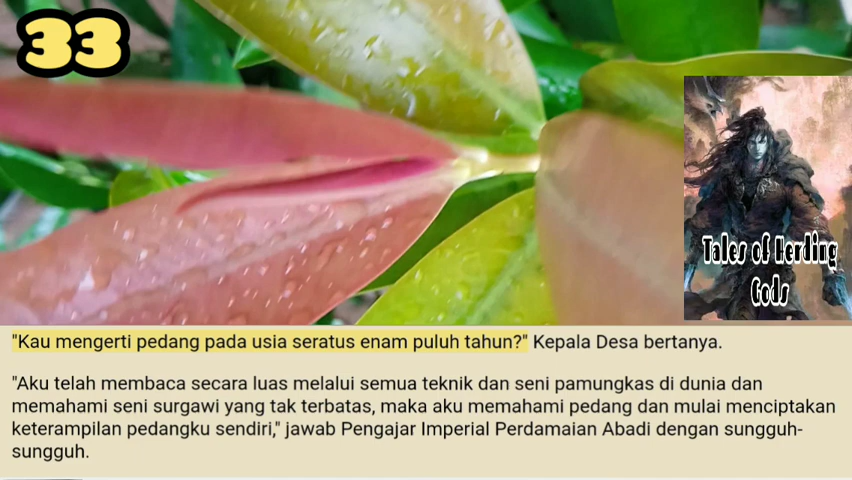 33
Tales of Herding
Gods
"Kau mengerti pedang pada usia seratus enam puluh tahun?" Kepala Desa bertanya.
"Aku telah membaca secara luas melalui semua teknik dan seni pamungkas di dunia dan
memahami seni surgawi yang tak terbatas, maka aku memahami pedang dan mulai menciptakan
keterampilan pedangku sendiri," jawab Pengajar Imperial Perdamaian Abadi dengan sungguh-
sungguh.